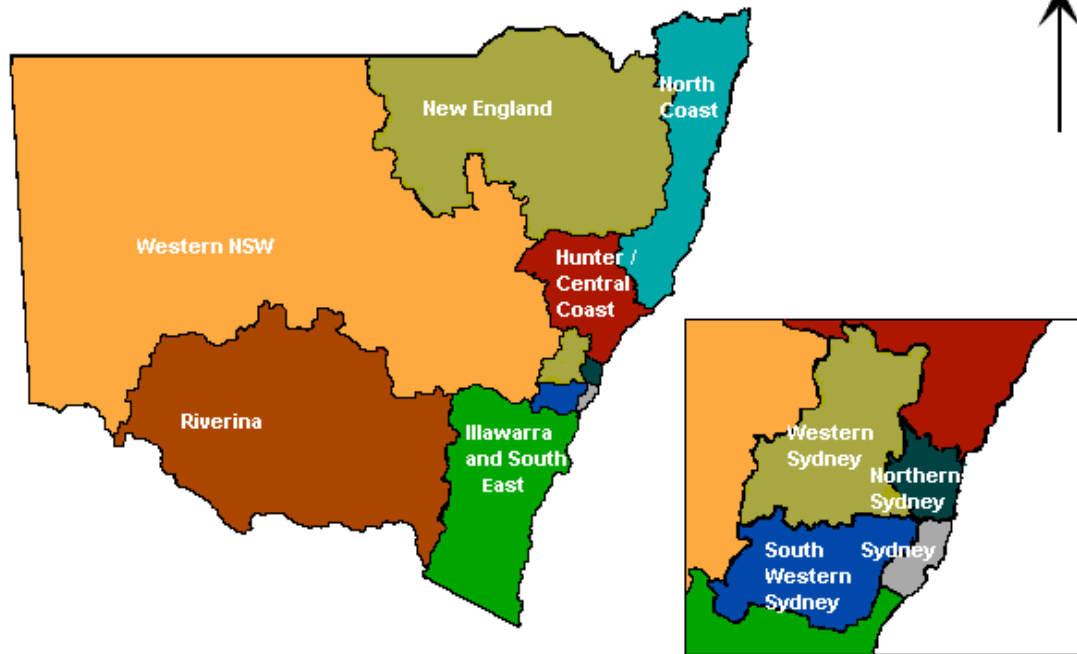 New England
North
Coast
Western NSW
Hunter /
Central
Coast
Riverina
Illawarra
and South
East
Western
Sydney
Northern
Sydney
South
Western
Sydney
Sydney